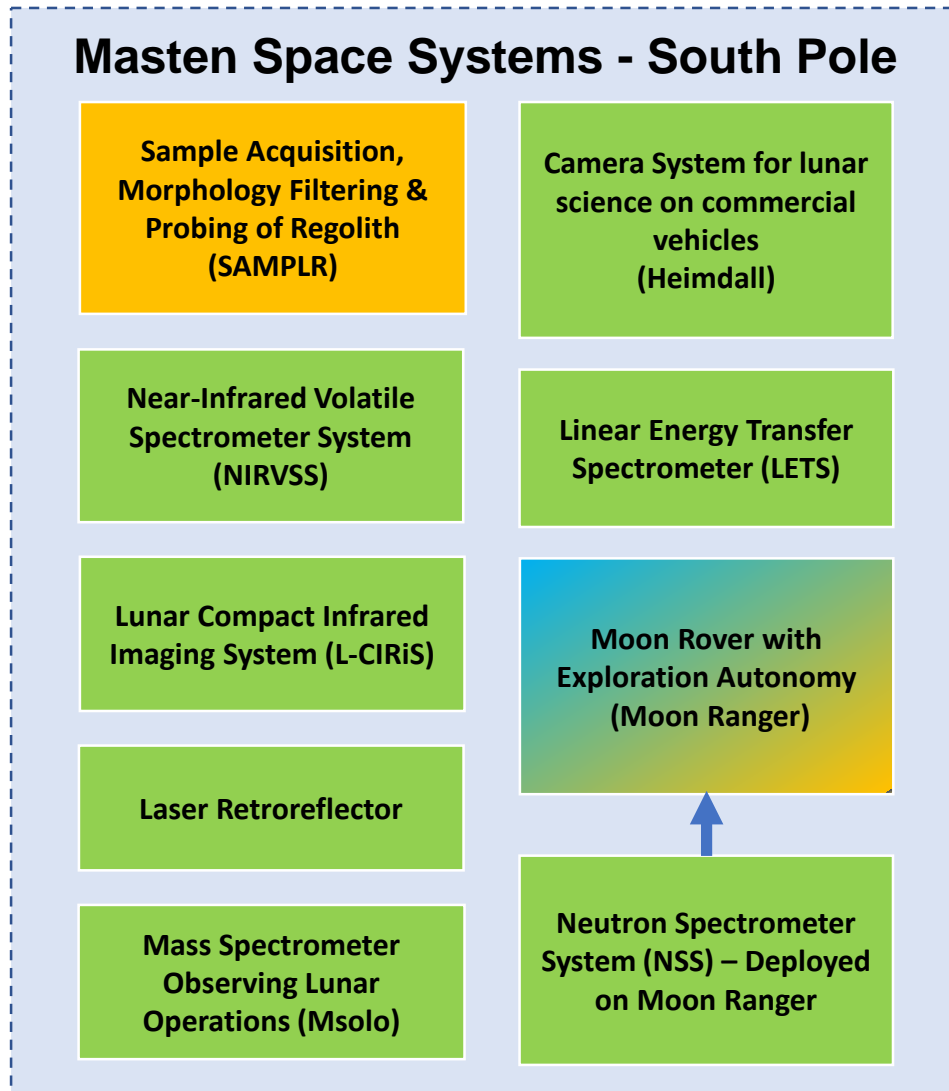 Masten Space Systems - South Pole
Sample Acquisition,
Morphology Filtering &
Probing of Regolith
(SAMPLR)
Near-Infrared Volatile
Spectrometer System
(NIRVSS)
Lunar Compact Infrared
Imaging System (L-CIRiS)
Laser Retroreflector
Mass Spectrometer
Observing Lunar
Operations (Msolo)
Camera System for lunar
science on commercial
vehicles
(Heimdall)
Linear Energy Transfer
Spectrometer (LETS)
Moon Rover with
Exploration Autonomy
(Moon Ranger)
Neutron Spectrometer
System (NSS) – Deployed
on Moon Ranger